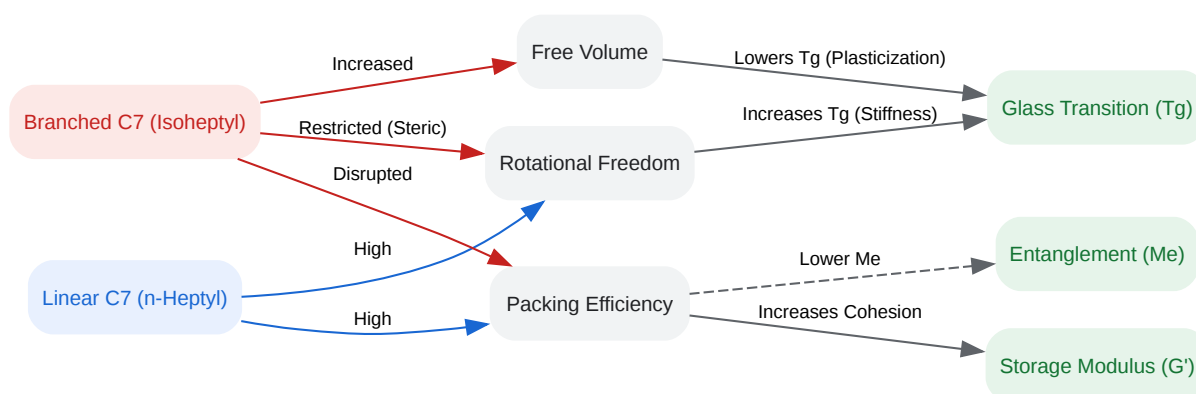 Free Volume
Increased
Lowers Tg (Plasticization)
Branched C7 (Isoheptyl)
Glass Transition (Tg)
Restricted (Steric)
Increases Tg (Stiffness)
Rotational Freedom
Disrupted
High
Lower Me
Entanglement (Me)
Linear C7 (n-Heptyl)
Packing Efficiency
High
Increases Cohesion
Storage Modulus (G')